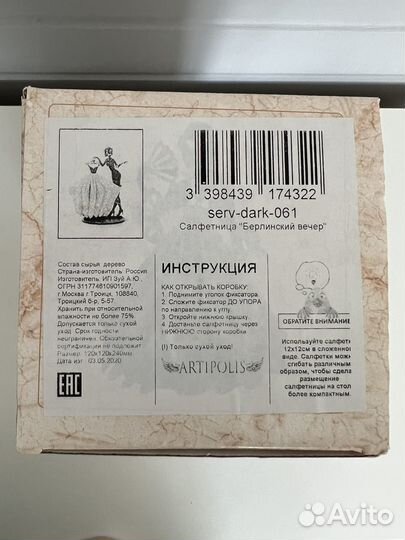 3 398439 174322
serv-dark-061
Салфетница "Берлинский вечер"
Состав сырья дерево
Страна-изготовитель Россия
Изготовитель: ИП Зуй А.Ю.,
ОГРН 311774610901597,
г Москва г Троицк, 108840,
Троицкий б-р, 5-57.
Хранить при относительной
влажности не более 75%
Допускается только сухой
уход. Срок годности
неограничен. Обязательной
сертификации не подлежит
Размер: 120х120х240мм
Дата изг 03.05.2020
EAC
ИНСТРУКЦИЯ
КАК ОТКРЫВАТЬ КОРОБКУ:
1. Поднимите уголок фиксатора.
2. Сложите фиксатор ДО УПОРА
по направлению к углу.
3. Откройте нижнюю крышку.
4. Достаньте салфетницу через
НИЖНЮЮ сторону коробки
(!) Только сухой уход!
ARTIPOLIS
ОБРАТИТЕ ВНИМАНИЕ
Используйте салфет
12х12см в сложенном
виде. Салфетки мож
сгибать различным
образом, чтобы сдела
размещение
салфетницы на стол
более компактным.
Avito